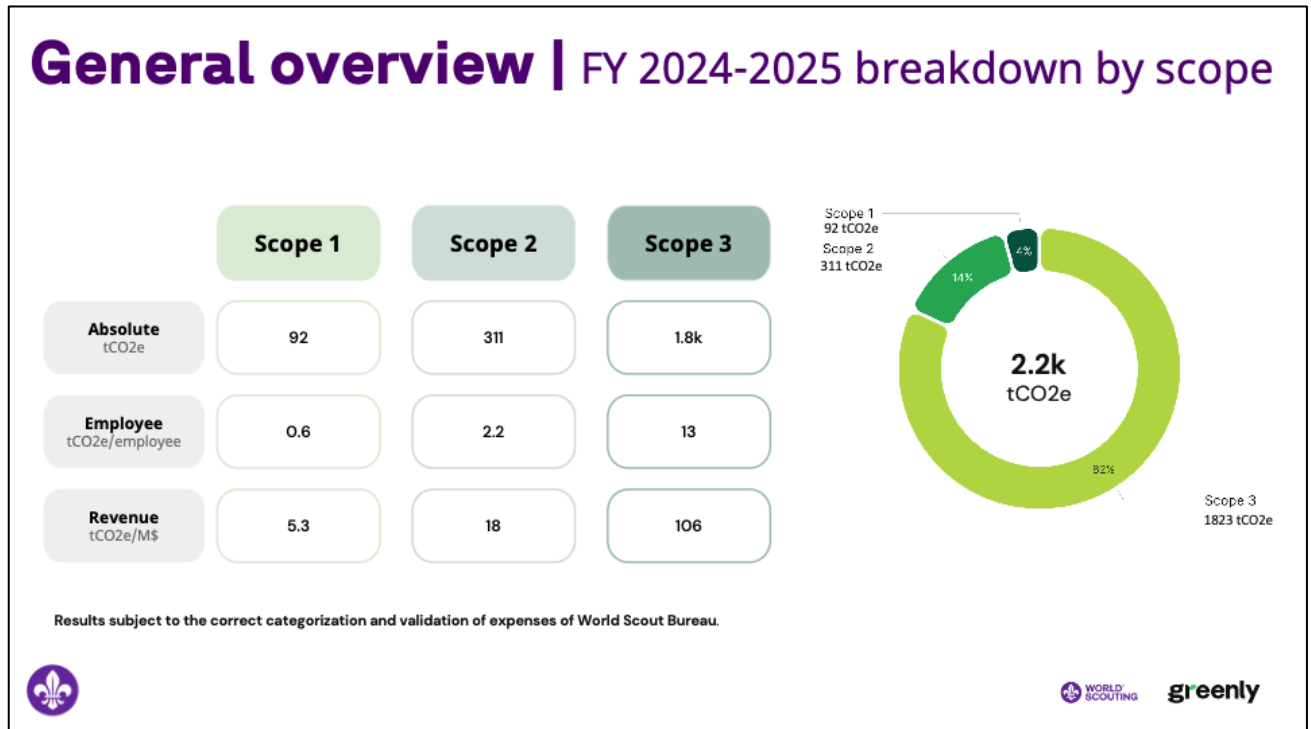 General overview | FY 2024-2025 breakdown by scope
Scope 1
Scope 2
Scope 3
Absolute
tCO2e
92
311
1.8k
Employee
tCO2e/employee
0.6
2.2
13
Revenue
tCO2e/M$
5.3
18
106
Scope 1
92 tCO2e
Scope 2
311 tCO2e
4%
14%
2.2k
tCO2e
82%
Scope 3
1823 tCO2e
Results subject to the correct categorization and validation of expenses of World Scout Bureau.
WORLD
SCOUTING
greenly